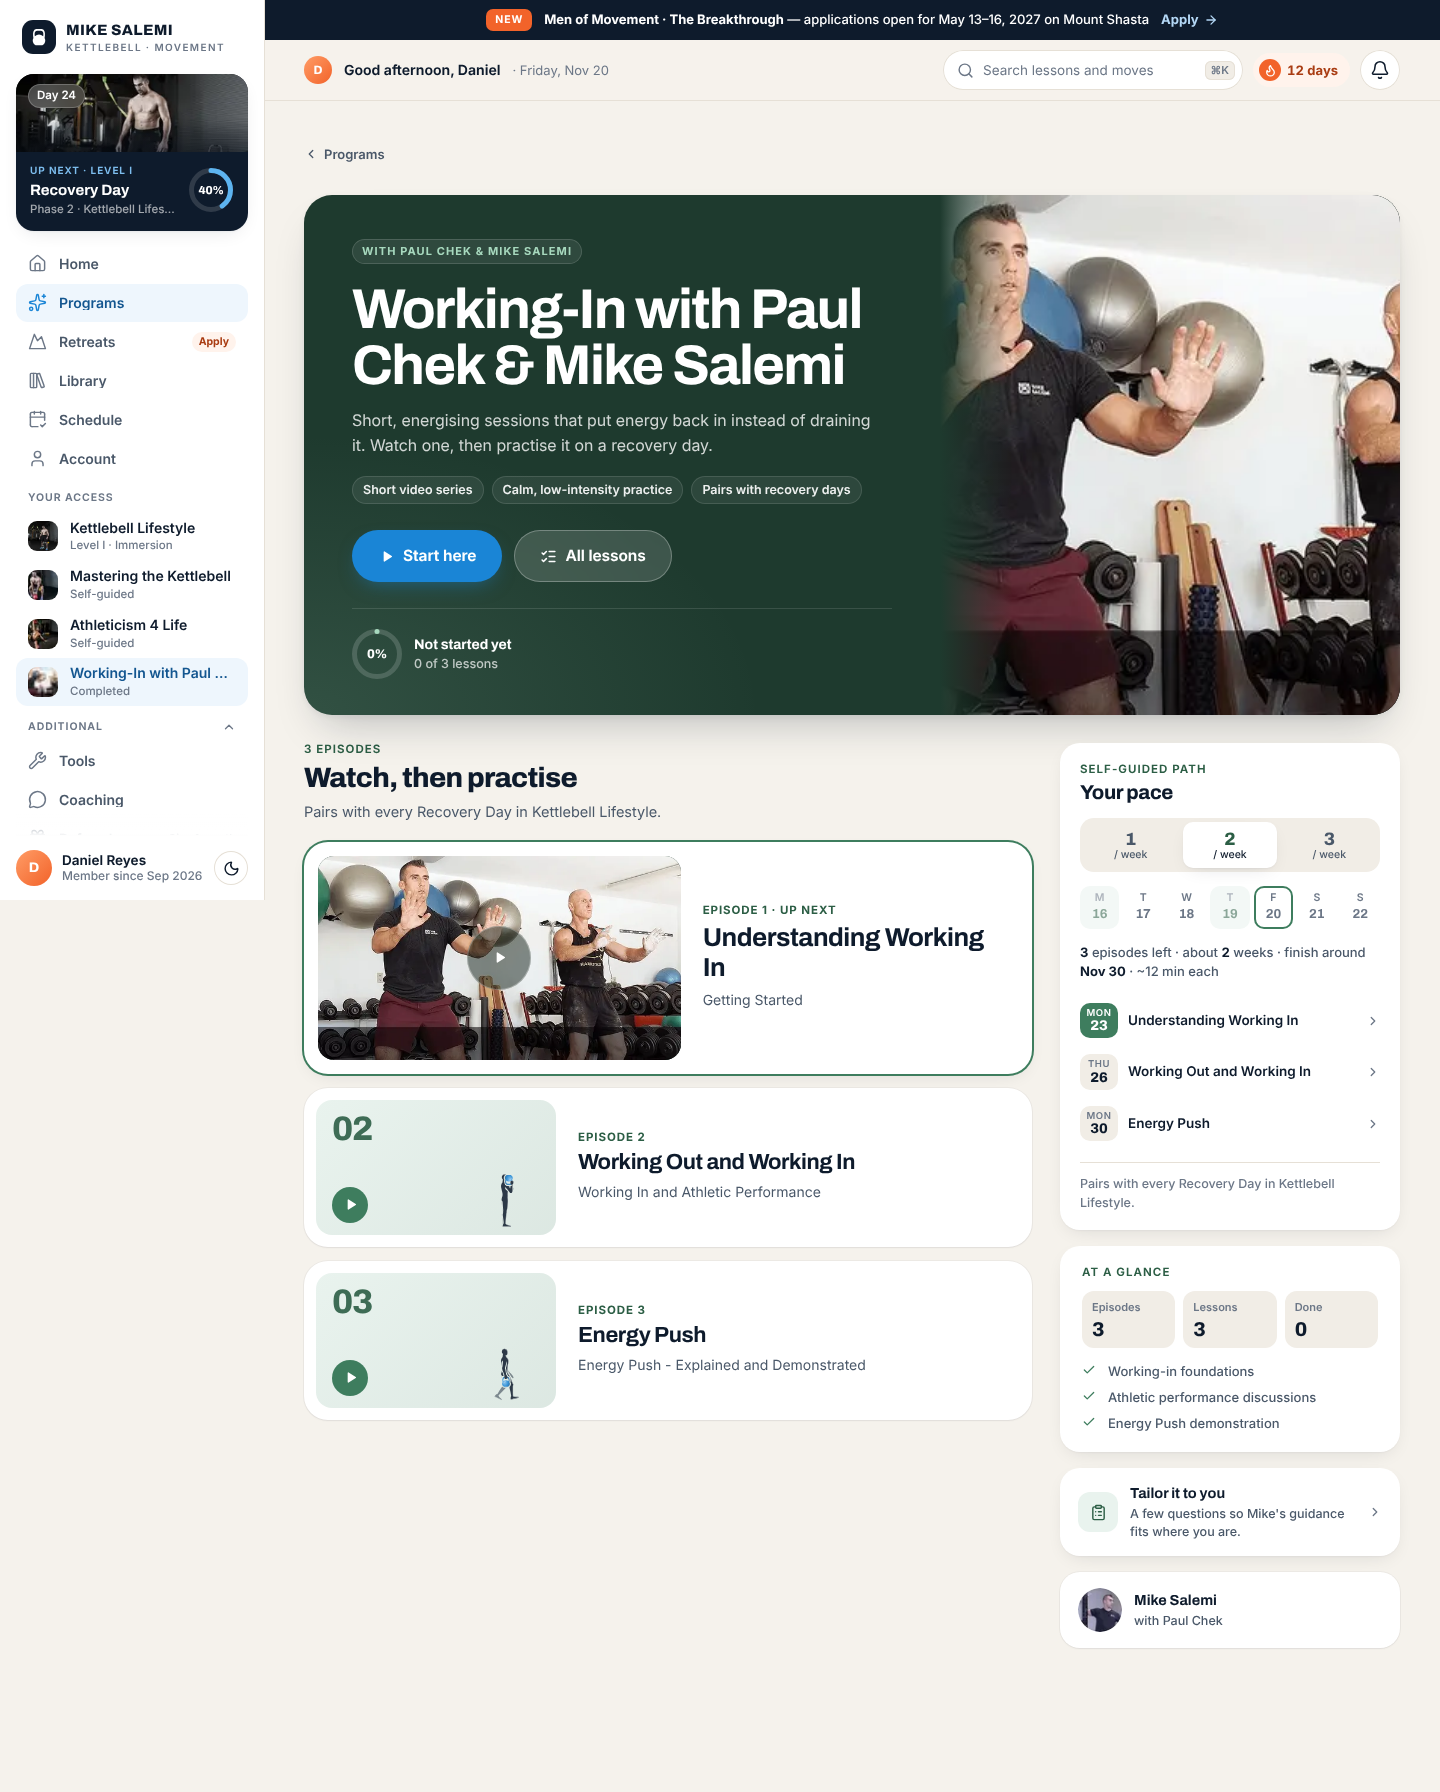 MIKE SALEMI
KETTLEBELL · MOVEMENT
Day 24
UP NEXT · LEVEL I
Recovery Day
Phase 2 · Kettlebell Lifes...
40%
Home
Programs
Retreats
Apply
Library
Schedule
Account
YOUR ACCESS
Kettlebell Lifestyle
Level I · Immersion
Mastering the Kettlebell
Self-guided
Athleticism 4 Life
Self-guided
Working-In with Paul ...
Completed
ADDITIONAL
Tools
Coaching
D
Daniel Reyes
Member since Sep 2026
NEW Men of Movement · The Breakthrough — applications open for May 13–16, 2027 on Mount Shasta Apply →
D
Good afternoon, Daniel · Friday, Nov 20
Search lessons and moves
⌘K
12 days
Programs
WITH PAUL CHEK & MIKE SALEMI
Working-In with Paul
Chek & Mike Salemi
Short, energising sessions that put energy back in instead of draining
it. Watch one, then practise it on a recovery day.
Short video series
Calm, low-intensity practice
Pairs with recovery days
Start here
All lessons
0%
Not started yet
0 of 3 lessons
3 EPISODES
Watch, then practise
Pairs with every Recovery Day in Kettlebell Lifestyle.
EPISODE 1 · UP NEXT
Understanding Working
In
Getting Started
02
EPISODE 2
Working Out and Working In
Working In and Athletic Performance
03
EPISODE 3
Energy Push
Energy Push - Explained and Demonstrated
SELF-GUIDED PATH
Your pace
1
/ week
2
/ week
3
/ week
M T W T F S S
16 17 18 19 20 21 22
3 episodes left · about 2 weeks · finish around
Nov 30 · ~12 min each
MON
23
Understanding Working In
THU
26
Working Out and Working In
MON
30
Energy Push
Pairs with every Recovery Day in Kettlebell
Lifestyle.
AT A GLANCE
Episodes
3
Lessons
3
Done
0
Working-in foundations
Athletic performance discussions
Energy Push demonstration
Tailor it to you
A few questions so Mike's guidance
fits where you are.
Mike Salemi
with Paul Chek